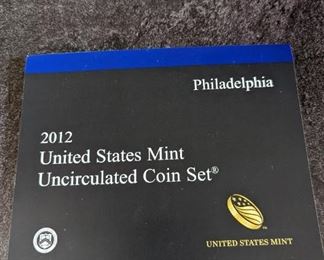 Philadelphia
2012
United States Mint
Uncirculated Coin Set®
UNITED STATES MINT